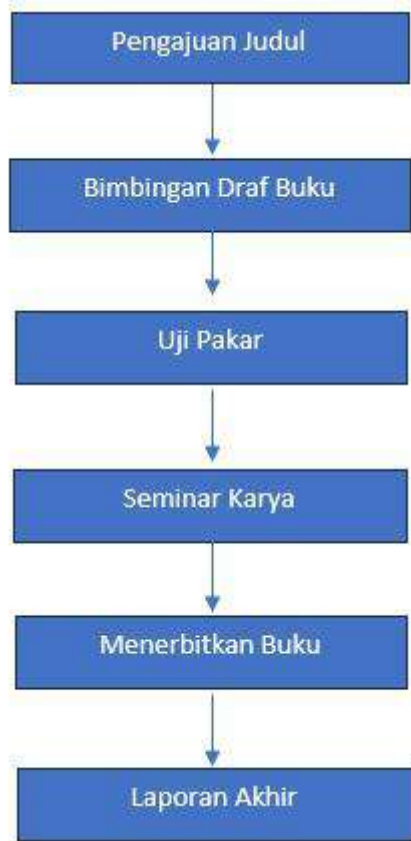 Pengajuan Judul
Bimbingan Draf Buku
Uji Pakar
Seminar Karya
Menerbitkan Buku
Laporan Akhir